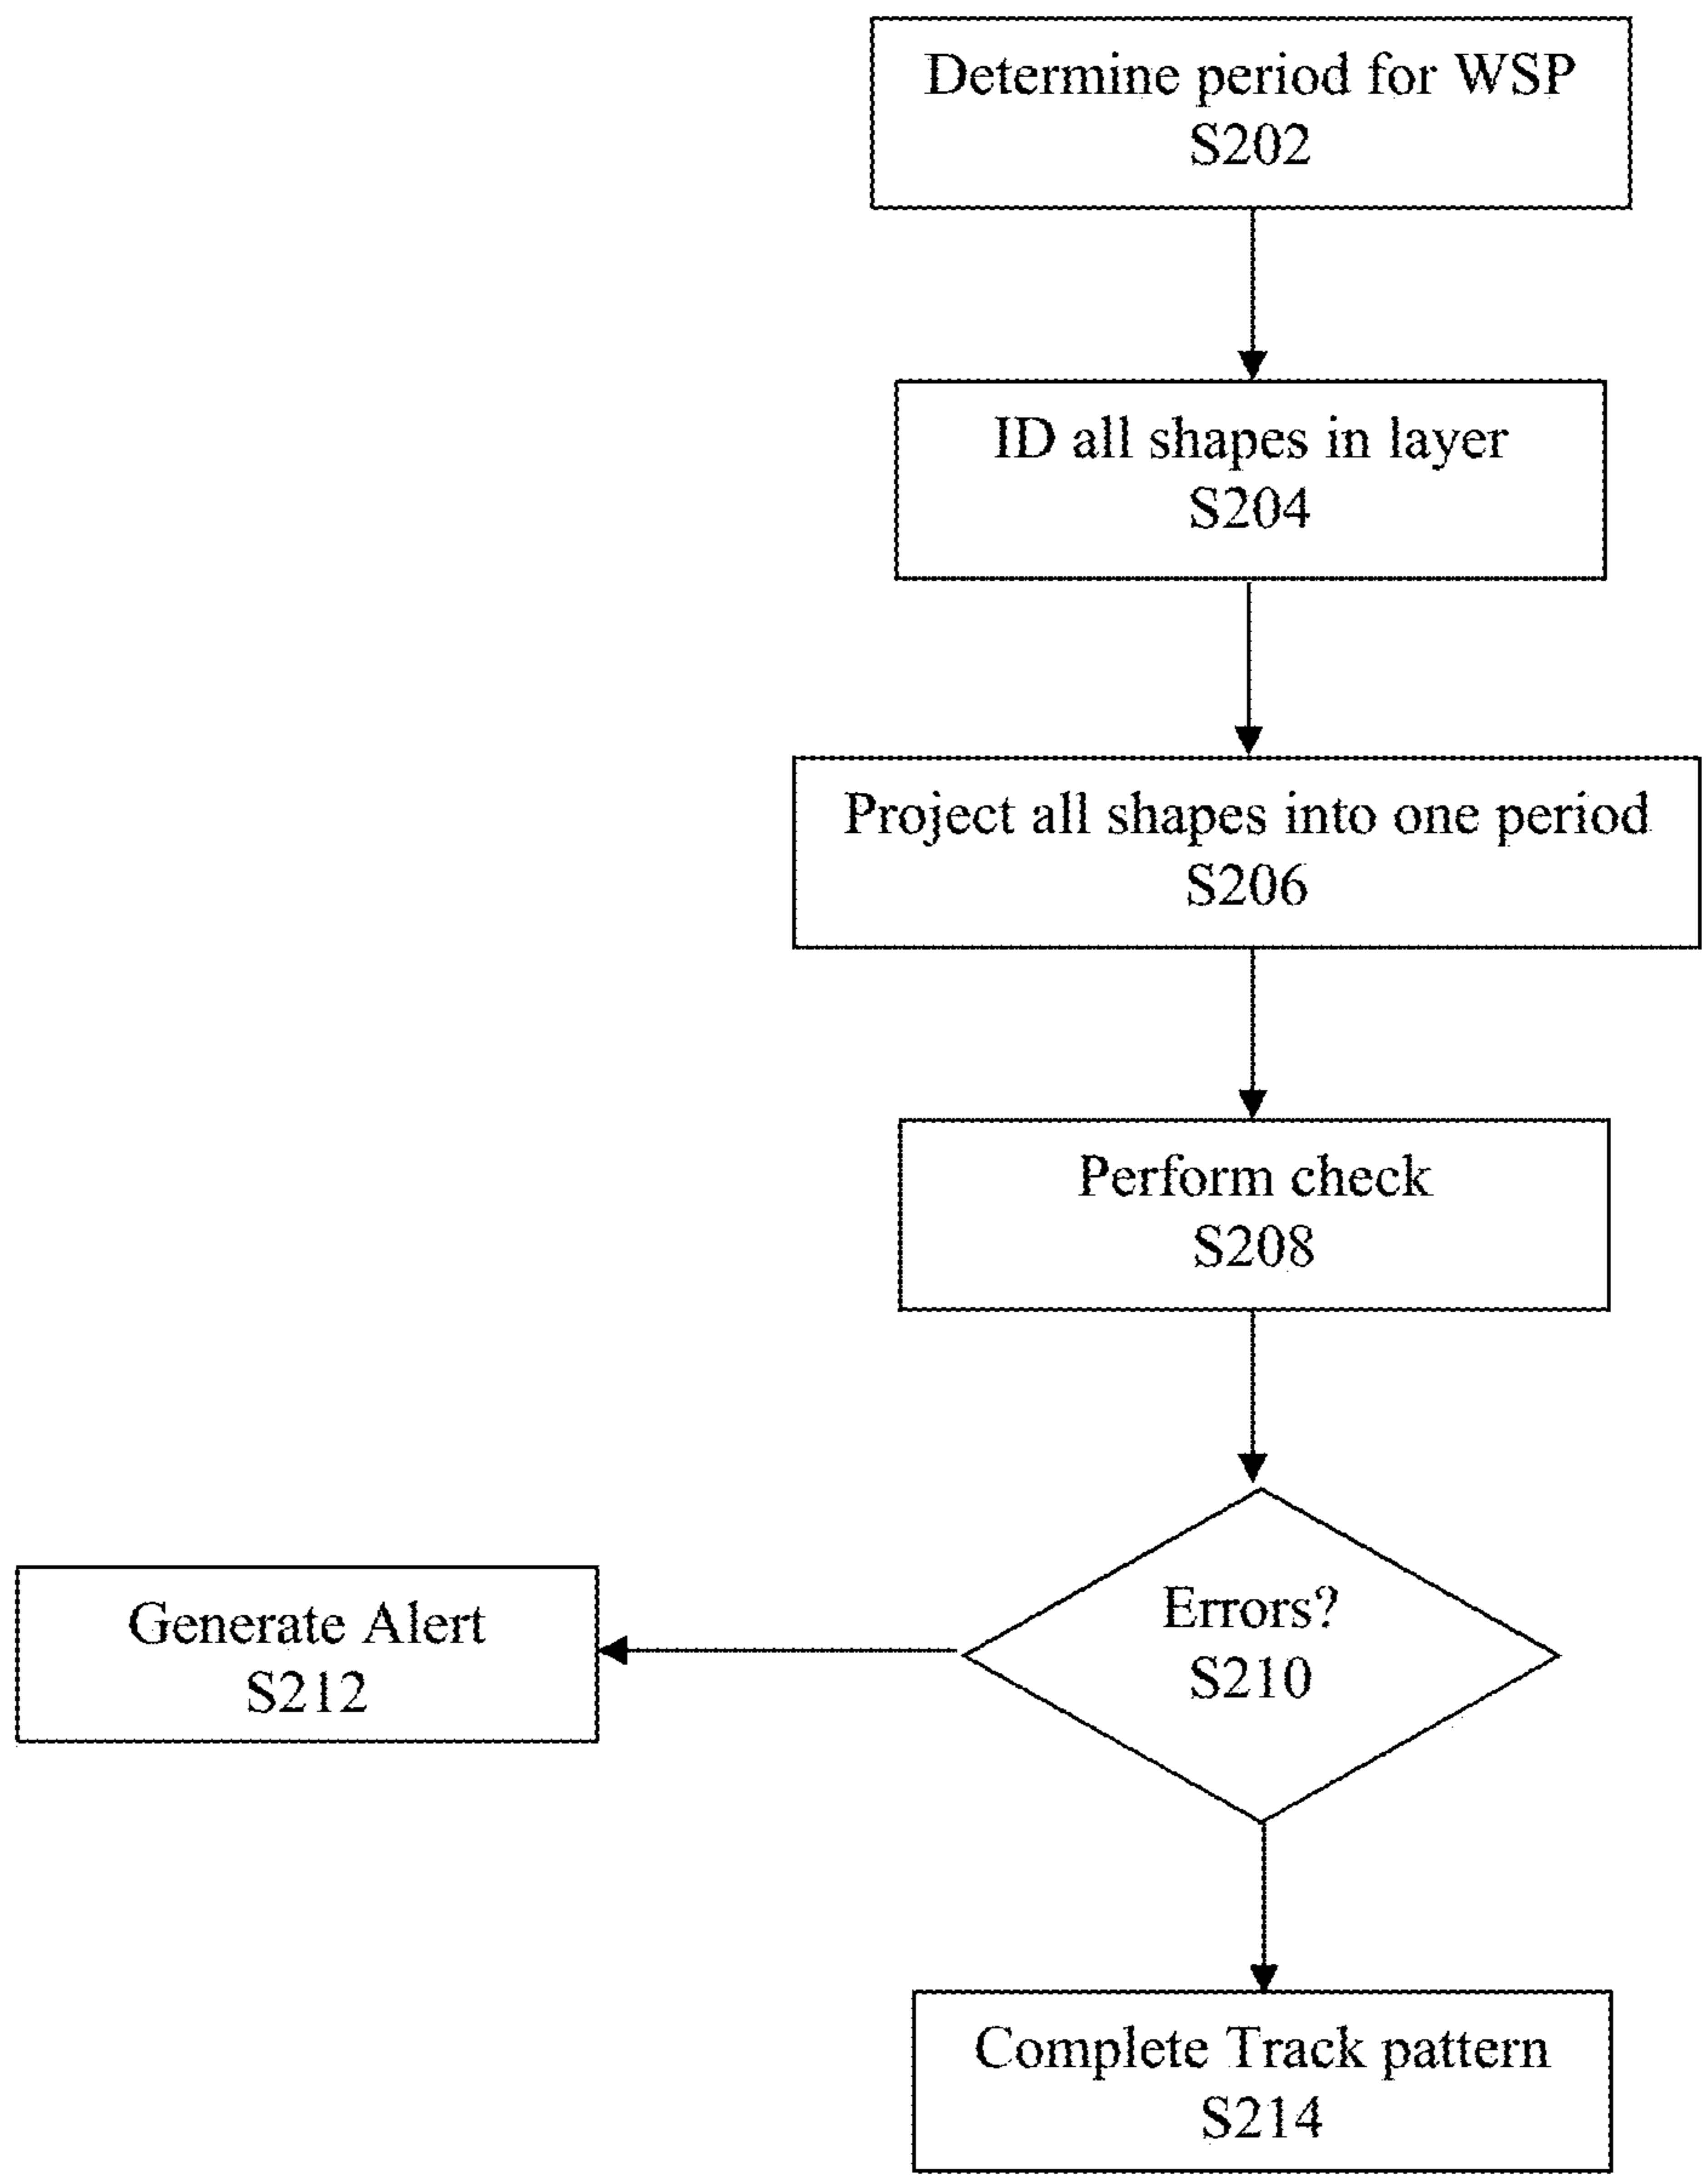 Determine period for WSP
S202
ID all shapes in layer
S204
Project all shapes into one period
S206
Perform check
S208
Errors?
S210
Generate Alert
S212
Complete Track pattern
S214